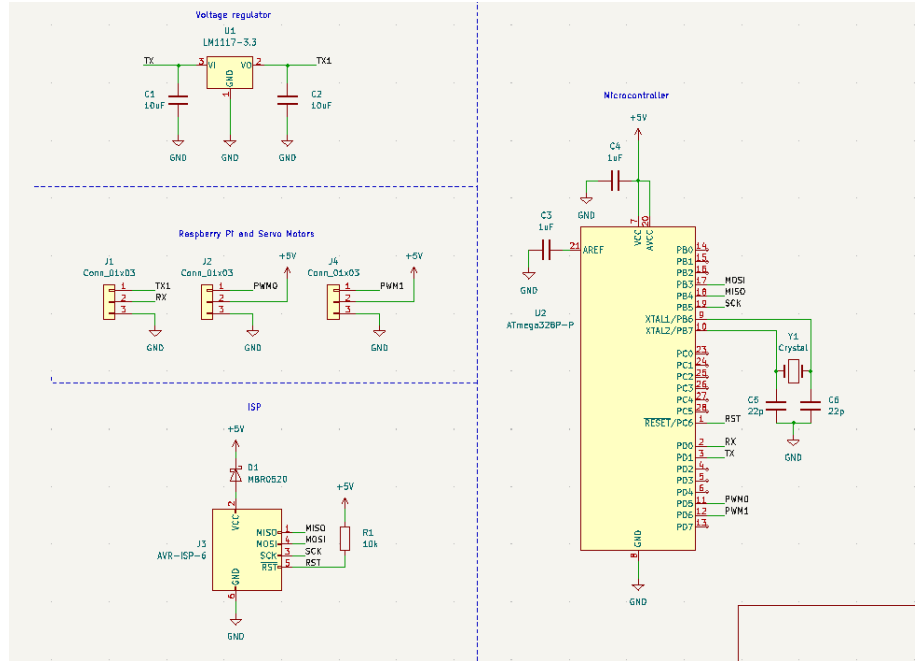 Voltage regulator
U1
LM1117-3.3
TX
3
VI
VO
2
TX1
GND
1
C1
10uF
C2
10uF
GND
GND
GND
Raspberry Pi and Servo Motors
J1
Conn_01x03
1
TX1
2
RX
3
GND
J2
Conn_01x03
+5V
1
PWM0
2
3
GND
J4
Conn_01x03
+5V
1
PWM1
2
3
GND
ISP
+5V
D1
MBR0520
2
VCC
J3
AVR-ISP-6
MISO
1
MISO
MOSI
4
MOSI
SCK
3
SCK
RST
5
RST
GND
6
GND
+5V
R1
10k
Microcontroller
+5V
C4
1uF
GND
C3
1uF
GND
21
AREF
7
VCC
20
AVCC
U2
ATmega328P-P
PB0
14
PB1
15
PB2
16
PB3
17
MOSI
PB4
18
MISO
PB5
19
SCK
XTAL1/PB6
9
XTAL2/PB7
10
PC0
23
PC1
24
PC2
25
PC3
26
PC4
27
PC5
28
RESET/PC6
1
RST
PD0
2
RX
PD1
3
TX
PD2
4
PD3
5
PD4
6
PD5
11
PWM0
PD6
12
PWM1
PD7
13
GND
8
GND
Y1
Crystal
C5
22p
C6
22p
GND